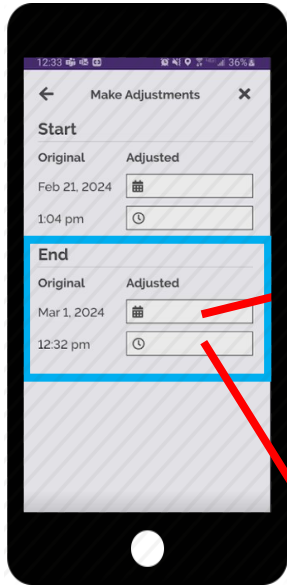 12:33 36%
Make Adjustments
Start
Original Adjusted
Feb 21, 2024
1:04 pm
End
Original Adjusted
Mar 1, 2024
12:32 pm